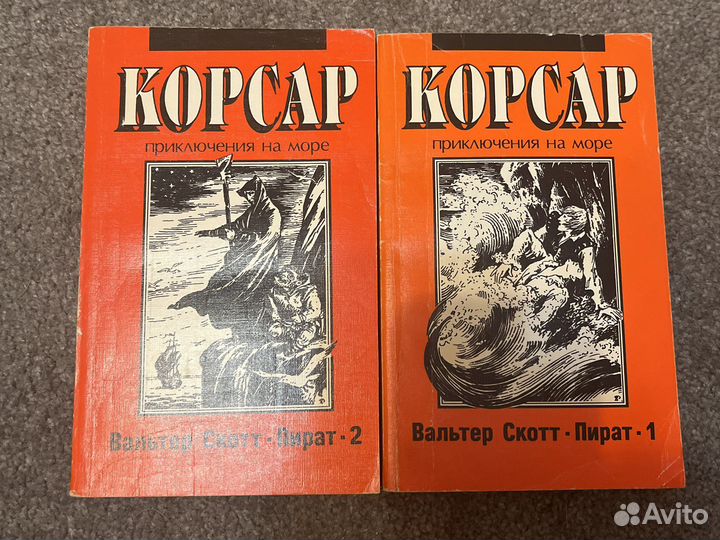 КОРСАР
приключения на море
Вальтер Скотт · Пират · 2
КОРСАР
приключения на море
Вальтер Скотт · Пират · 1
Avito